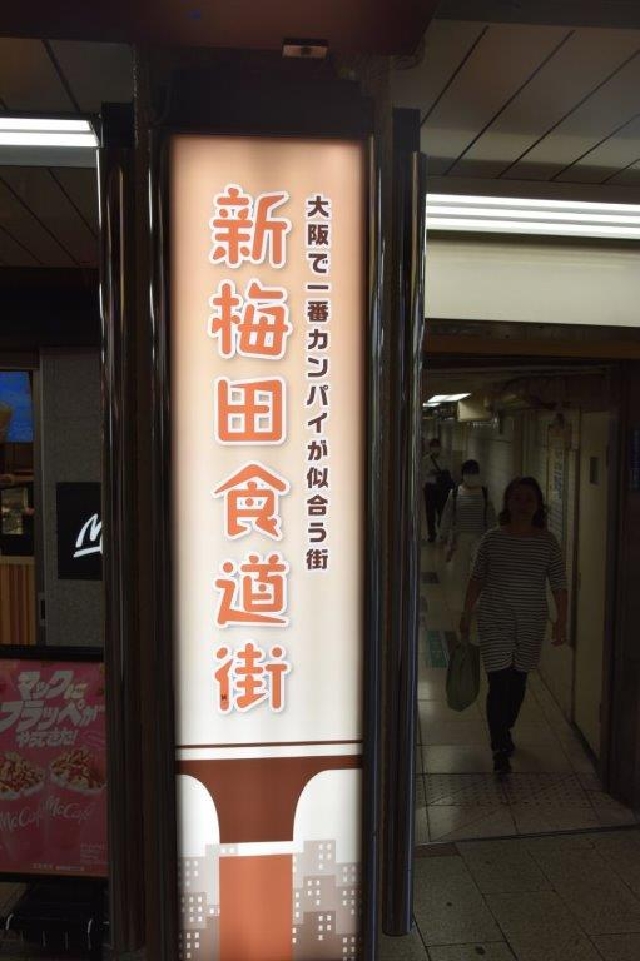 大阪で一番カンパイが似合う街
新梅田食道街
マックに
フラッペが
やってきた!
McCafé McCafé